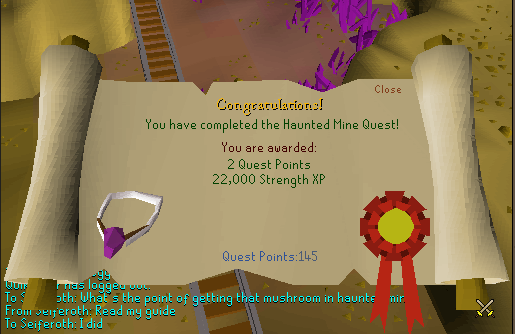 Close
Congratulations!
You have completed the Haunted Mine Quest!
You are awarded:
2 Quest Points
22,000 Strength XP
Quest Points:145
has logged out.
To Seiferoth: What's the point of getting that mushroom in haunted
From Seiferoth: Read my guide
To Seiferoth: I did